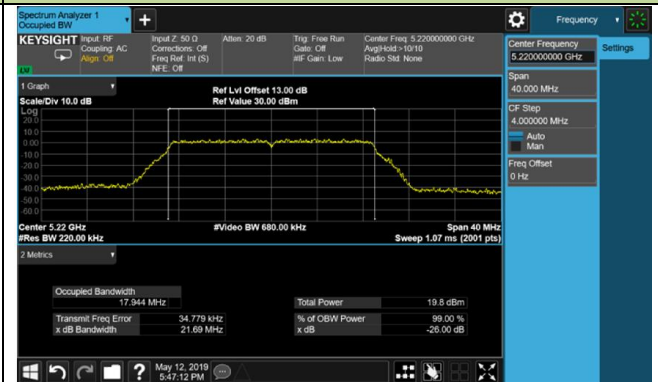 Spectrum Analyzer 1
Occupied BW
+
Frequency
KEYSIGHT
Input: RF
Coupling: AC
Align: Off
Input Z: 50 Ω
Corrections: Off
Freq Ref: Int (S)
NFE: Off
Atten: 20 dB
Trig: Free Run
Gate: Off
#IF Gain: Low
Center Freq: 5.220000000 GHz
Avg|Hold:>10/10
Radio Std: None
Center Frequency
5.220000000 GHz
Settings
Span
40.000 MHz
CF Step
4.000000 MHz
Auto
Man
Freq Offset
0 Hz
1 Graph
Scale/Div 10.0 dB
Ref Lvl Offset 13.00 dB
Ref Value 30.00 dBm
Log
20.0
10.0
0.00
-10.0
-20.0
-30.0
-40.0
-50.0
-60.0
Center 5.22 GHz
#Res BW 220.00 kHz
#Video BW 680.00 kHz
Span 40 MHz
Sweep 1.07 ms (2001 pts)
2 Metrics
Occupied Bandwidth
17.944 MHz
Total Power 19.8 dBm
Transmit Freq Error 34.779 kHz
% of OBW Power 99.00 %
x dB Bandwidth 21.69 MHz
x dB -26.00 dB
?
May 12, 2019
5:47:12 PM